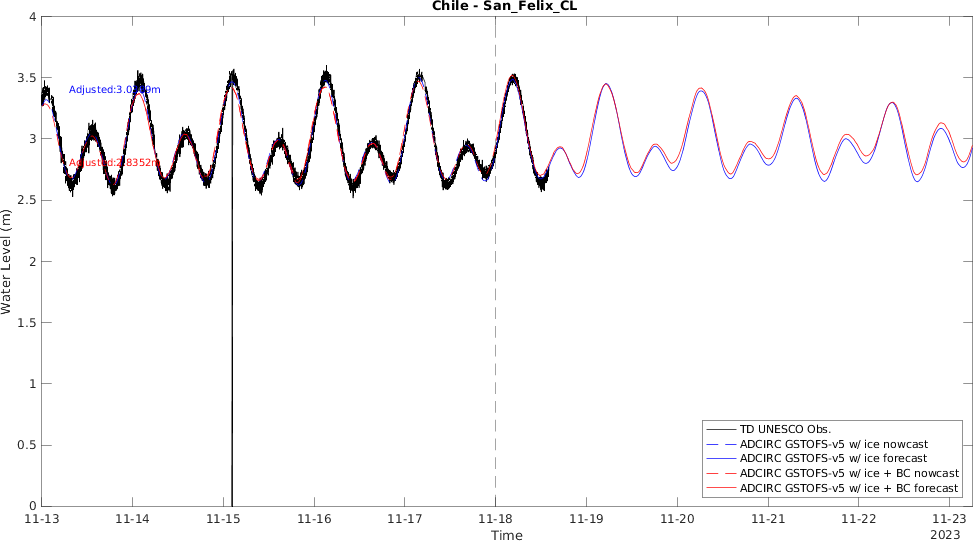 Chile - San_Felix_CL
4
3.5
3
2.5
2
1.5
1
0.5
0
Water Level (m)
Adjusted:
Adjusted:2.8352m
TD UNESCO Obs.
ADCIRC GSTOFS-v5 w/ ice nowcast
ADCIRC GSTOFS-v5 w/ ice forecast
ADCIRC GSTOFS-v5 w/ ice + BC nowcast
ADCIRC GSTOFS-v5 w/ ice + BC forecast
11-13 11-14 11-15 11-16 11-17 11-18 11-19 11-20 11-21 11-22 11-23
2023
Time